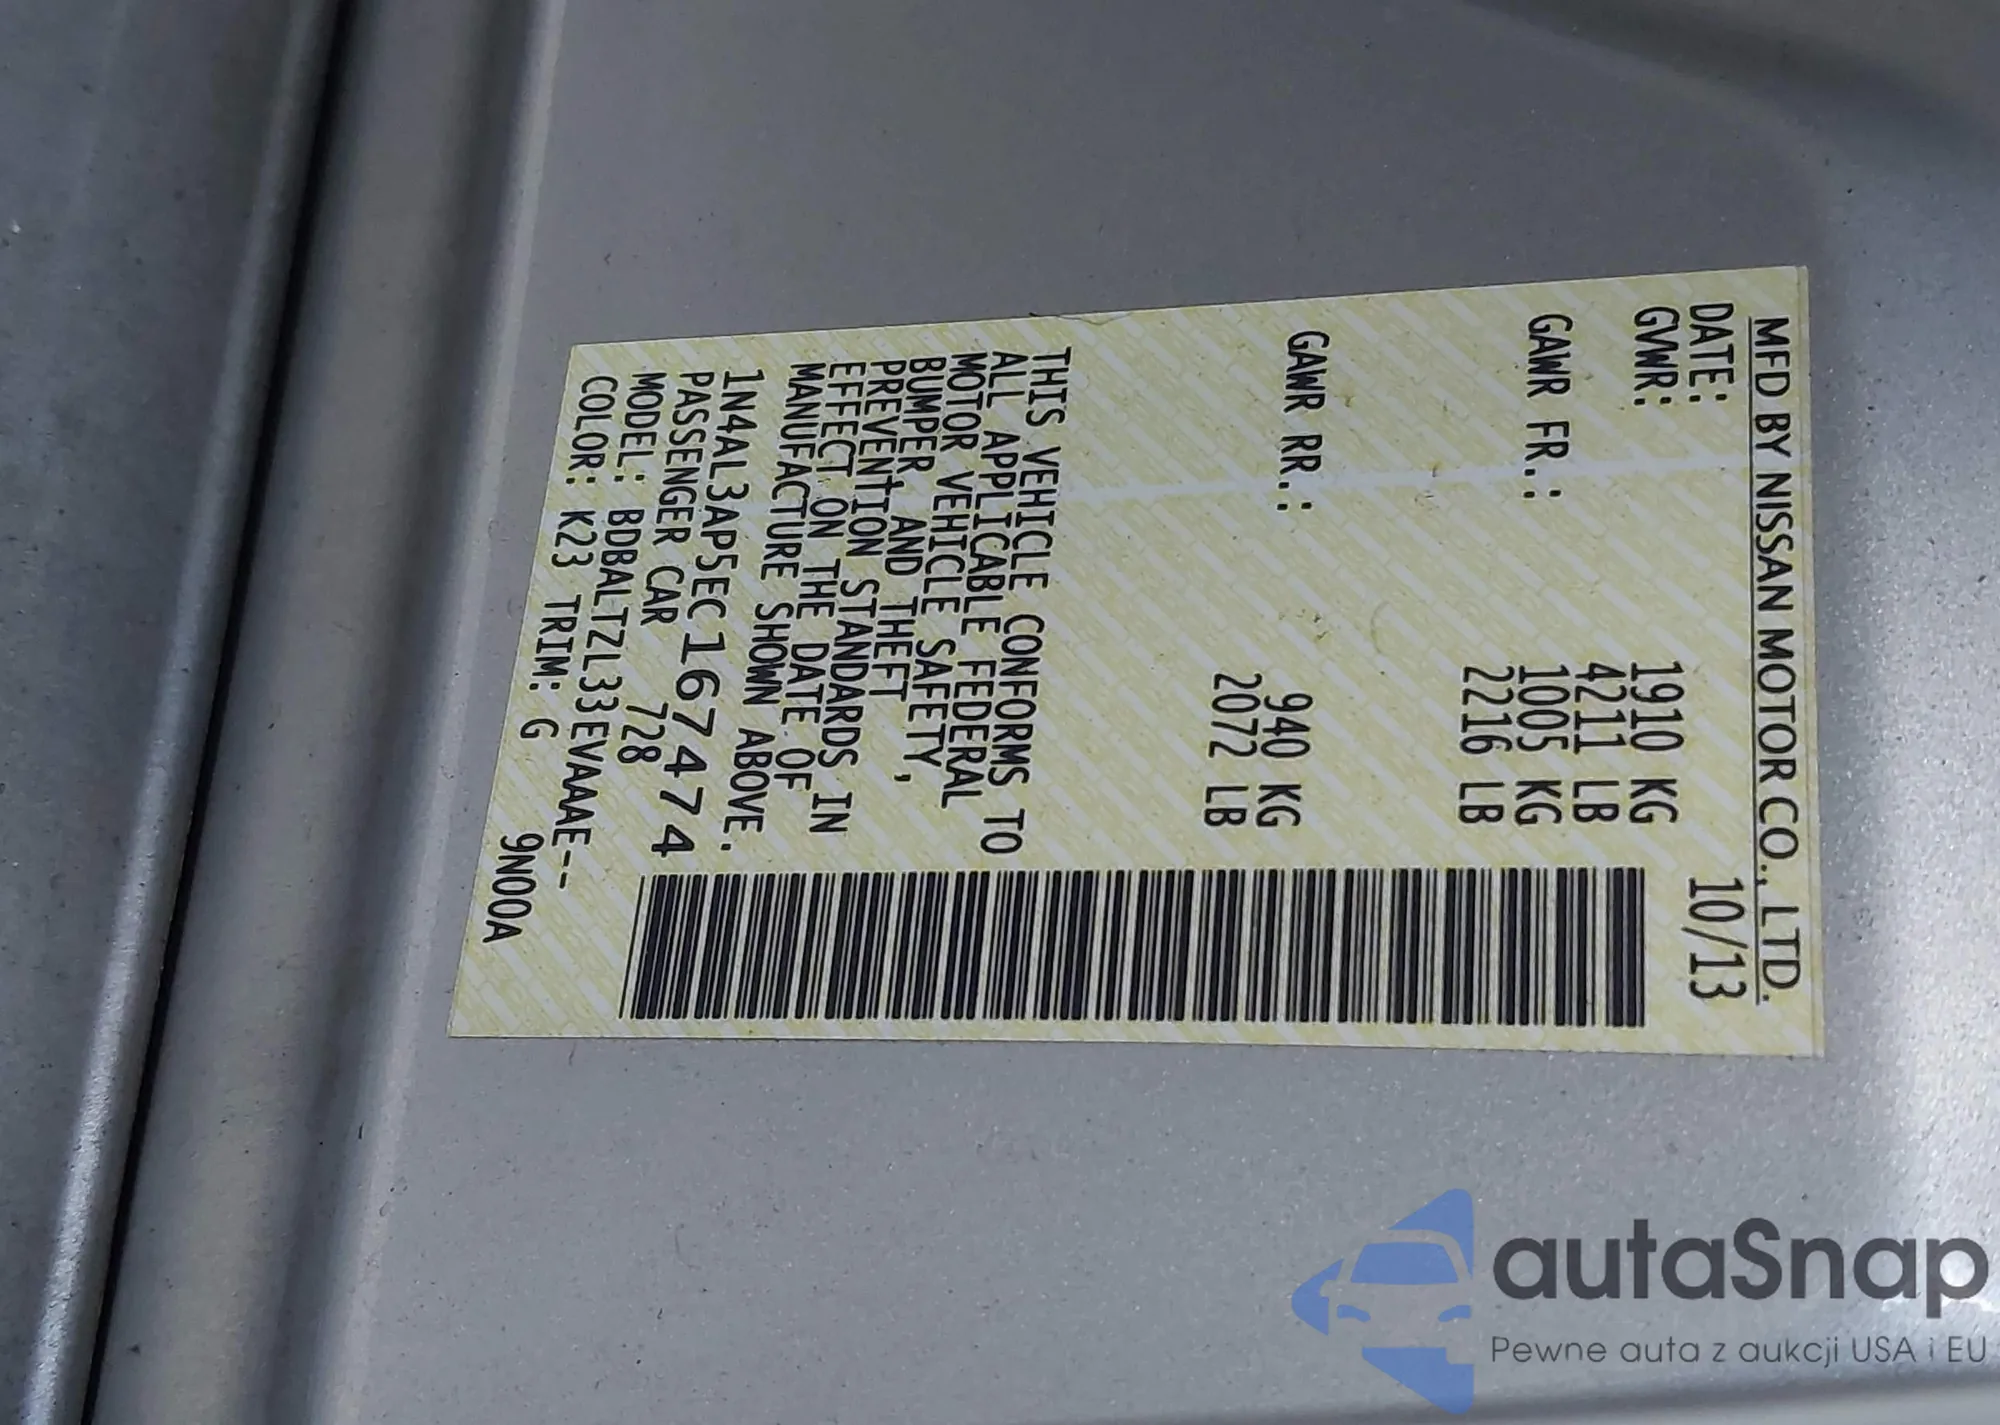 MFD BY NISSAN MOTOR CO., LTD.
DATE: 10/13
GVWR: 1910 KG
4211 LB
GAWR FR.: 1005 KG
2216 LB
GAWR RR.: 940 KG
2072 LB
THIS VEHICLE CONFORMS TO
ALL APPLICABLE FEDERAL
MOTOR VEHICLE SAFETY,
BUMPER, AND THEFT
PREVENTION STANDARDS IN
EFFECT ON THE DATE OF
MANUFACTURE SHOWN ABOVE.
1N4AL3AP5EC167474
PASSENGER CAR 728
MODEL: BDBALTZL33EVAAAE--
COLOR: K23 TRIM: G 9N00A
autaSnap
Pewne auta z aukcji USA i EU